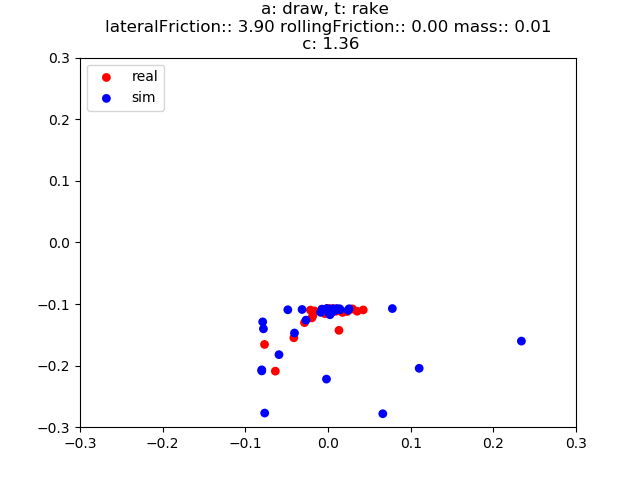 a: draw, t: rake
lateralFriction:: 3.90 rollingFriction:: 0.00 mass:: 0.01
c: 1.36
real
sim
0.3
0.2
0.1
0.0
−0.1
−0.2
−0.3
−0.3
−0.2
−0.1
0.0
0.1
0.2
0.3